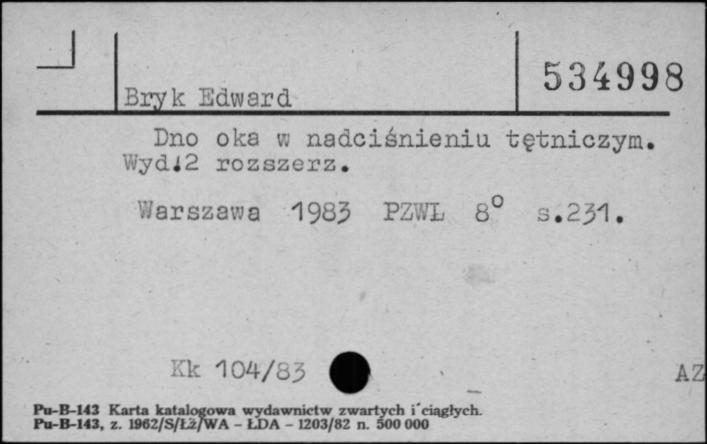 534998
Bryk Edward
Dno oka w nadciśnieniu tętniczym.
Wyd.2 rozszerz.
Warszawa 1983 PZWL 8° s.231.
Kk 104/83
AZ
Pu-B-143 Karta katalogowa wydawnictw zwartych i ciągłych.
Pu-B-143, z. 1962/S/ŁŻ/WA - ŁDA - 1203/82 n. 500 000